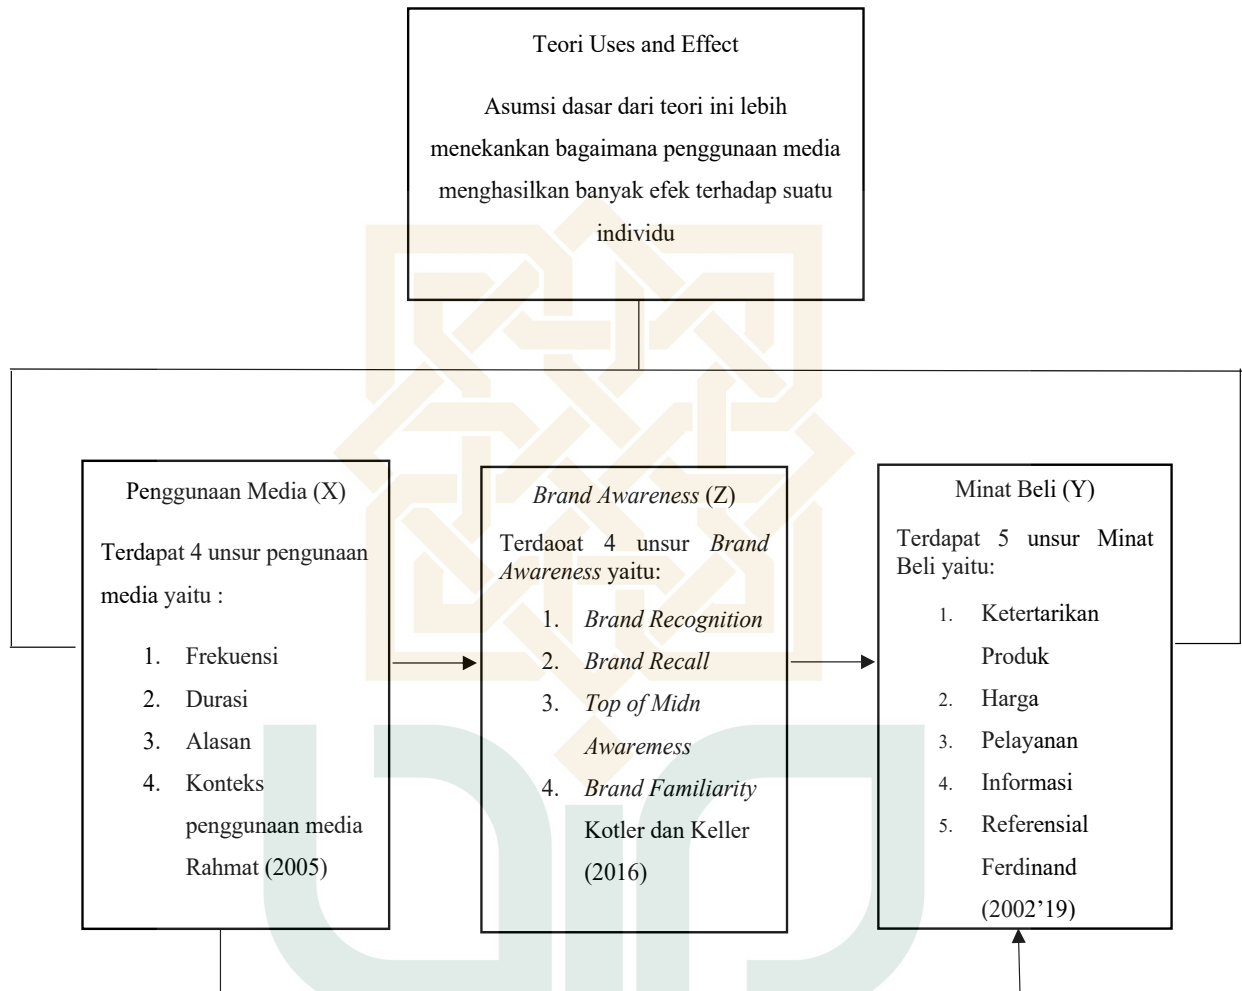 Teori Uses and Effect
Asumsi dasar dari teori ini lebih
menekankan bagaimana penggunaan media
menghasilkan banyak efek terhadap suatu
individu
Penggunaan Media (X)
Terdapat 4 unsur pengunaan
media yaitu :
1. Frekuensi
2. Durasi
3. Alasan
4. Konteks
penggunaan media
Rahmat (2005)
Brand Awareness (Z)
Terdaoat 4 unsur Brand
Awareness yaitu:
1. Brand Recognition
2. Brand Recall
3. Top of Midn
Awaremess
4. Brand Familiarity
Kotler dan Keller
(2016)
Minat Beli (Y)
Terdapat 5 unsur Minat
Beli yaitu:
1. Ketertarikan
Produk
2. Harga
3. Pelayanan
4. Informasi
5. Referensial
Ferdinand
(2002’19)